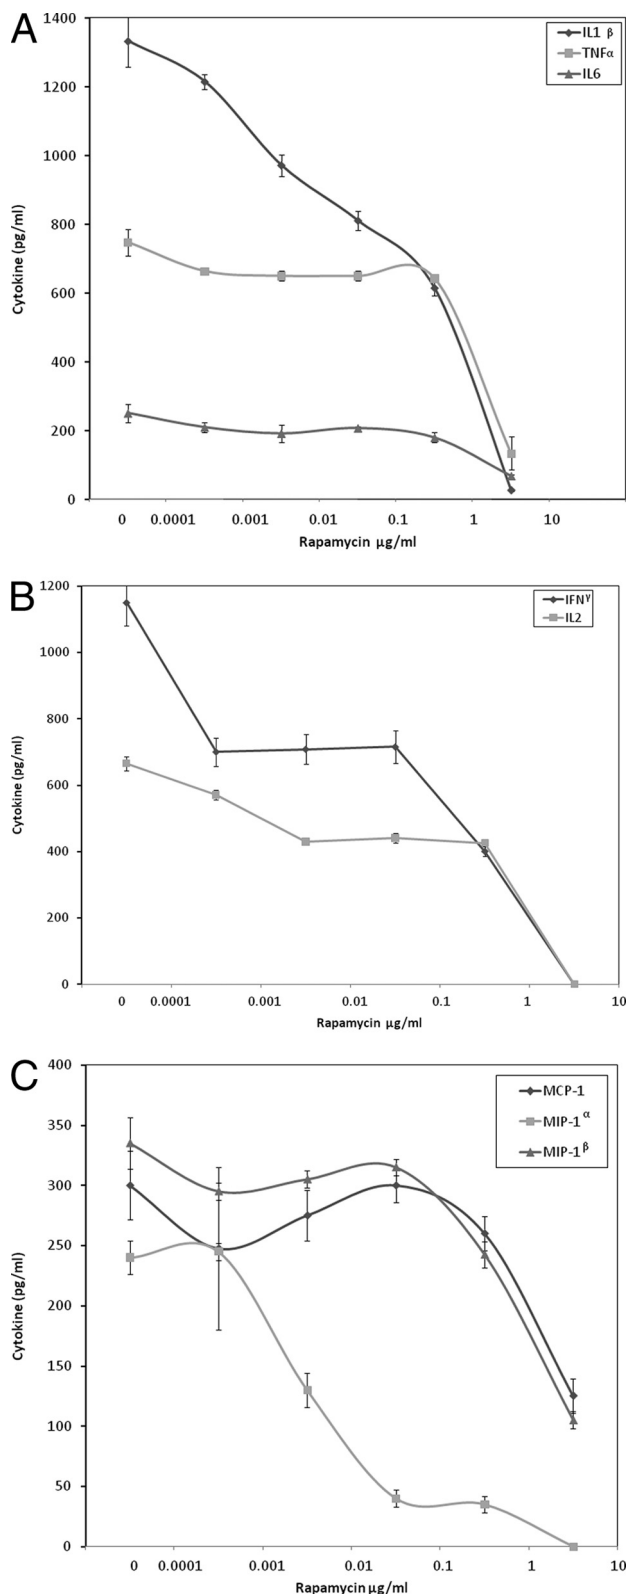 A
1400
1200
1000
800
600
400
200
0
Cytokine (pg/ml)
IL1 β
TNFα
IL6
0 0.0001 0.001 0.01 0.1 1 10
Rapamycin µg/ml
B
1200
1000
800
600
400
200
0
Cytokine (pg/ml)
IFNγ
IL2
0 0.0001 0.001 0.01 0.1 1 10
Rapamycin µg/ml
C
400
350
300
250
200
150
100
50
0
Cytokine (pg/ml)
MCP-1
MIP-1α
MIP-1β
0 0.0001 0.001 0.01 0.1 1 10
Rapamycin µg/ml